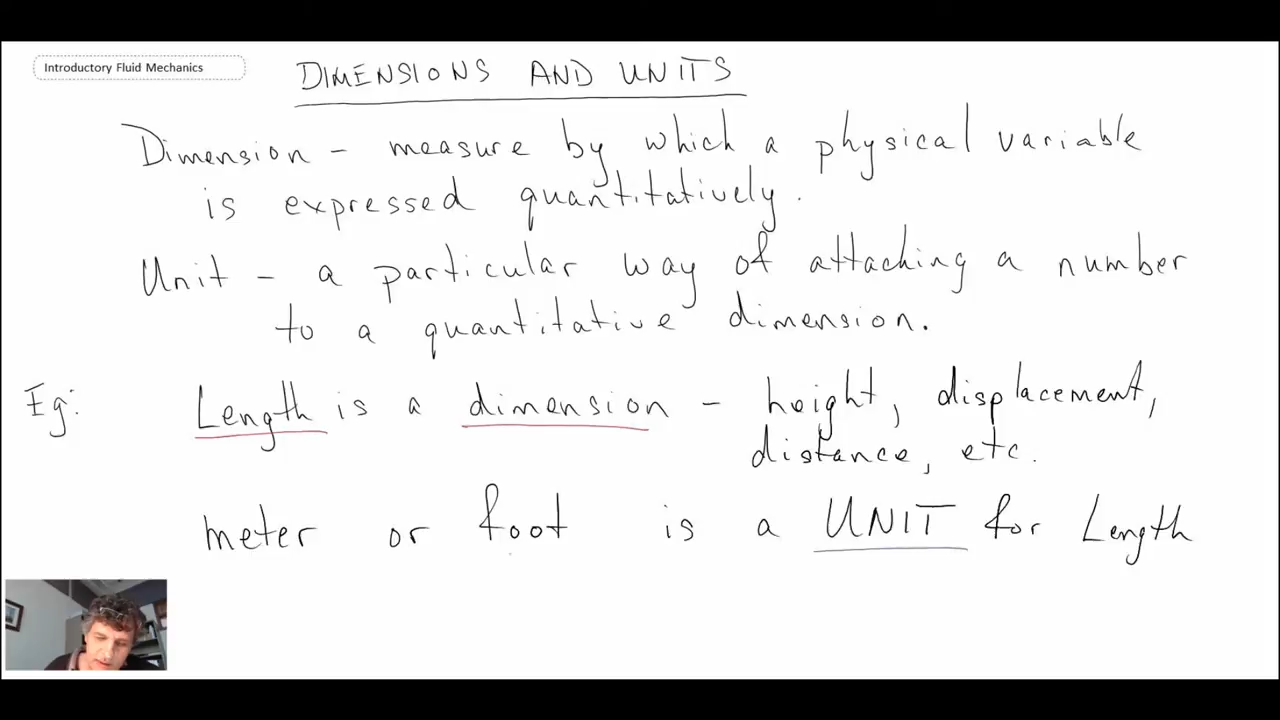 Introductory Fluid Mechanics
DIMENSIONS AND UNITS
Dimension - measure by which a physical variable
is expressed quantitatively.
Unit - a particular way of attaching a number
to a quantitative dimension.
Eg: Length is a dimension - height, displacement,
distance, etc.
meter or foot is a UNIT for Length